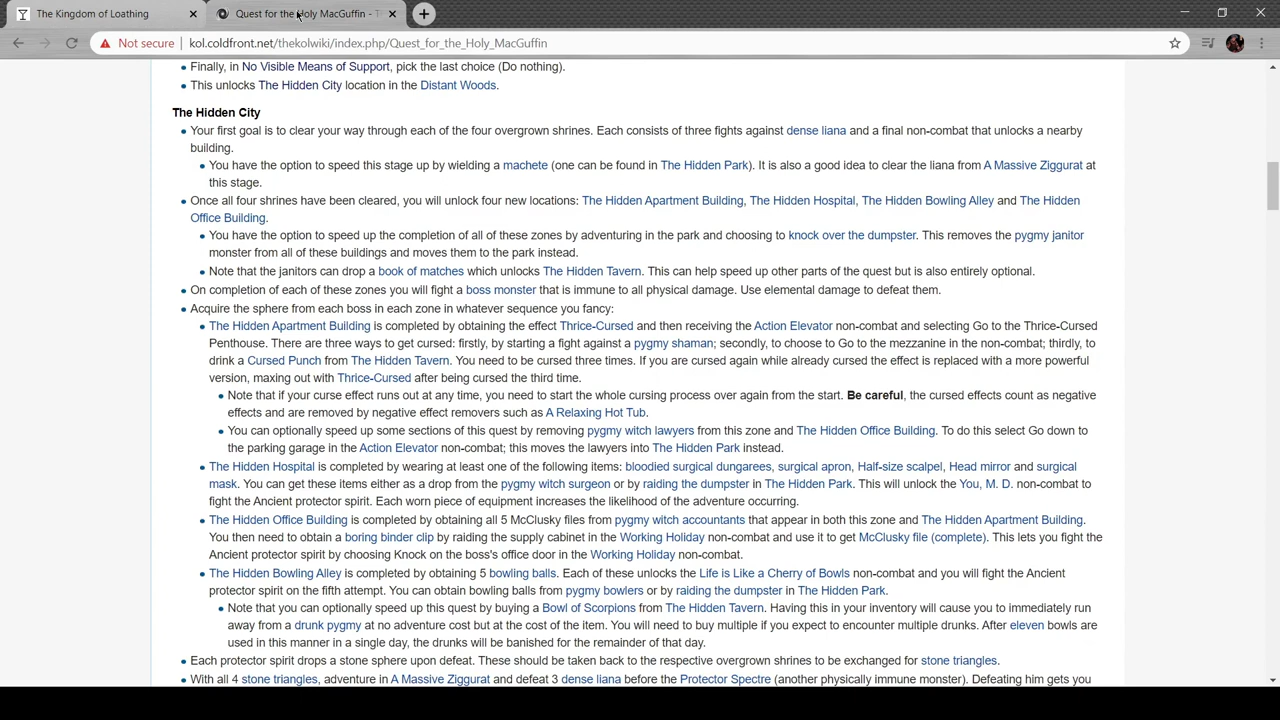 The Kingdom of Loathing
Quest for the Holy MacGuffin - T
Not secure
kol.coldfront.net/thekolwiki/index.php/Quest_for_the_Holy_MacGuffin
Finally, in No Visible Means of Support, pick the last choice (Do nothing).
This unlocks The Hidden City location in the Distant Woods.
The Hidden City
Your first goal is to clear your way through each of the four overgrown shrines. Each consists of three fights against dense liana and a final non-combat that unlocks a nearby
building.
You have the option to speed this stage up by wielding a machete (one can be found in The Hidden Park). It is also a good idea to clear the liana from A Massive Ziggurat at
this stage.
Once all four shrines have been cleared, you will unlock four new locations: The Hidden Apartment Building, The Hidden Hospital, The Hidden Bowling Alley and The Hidden
Office Building.
You have the option to speed up the completion of all of these zones by adventuring in the park and choosing to knock over the dumpster. This removes the pygmy janitor
monster from all of these buildings and moves them to the park instead.
Note that the janitors can drop a book of matches which unlocks The Hidden Tavern. This can help speed up other parts of the quest but is also entirely optional.
On completion of each of these zones you will fight a boss monster that is immune to all physical damage. Use elemental damage to defeat them.
Acquire the sphere from each boss in each zone in whatever sequence you fancy:
The Hidden Apartment Building is completed by obtaining the effect Thrice-Cursed and then receiving the Action Elevator non-combat and selecting Go to the Thrice-Cursed
Penthouse. There are three ways to get cursed: firstly, by starting a fight against a pygmy shaman; secondly, to choose to Go to the mezzanine in the non-combat; thirdly, to
drink a Cursed Punch from The Hidden Tavern. You need to be cursed three times. If you are cursed again while already cursed the effect is replaced with a more powerful
version, maxing out with Thrice-Cursed after being cursed the third time.
Note that if your curse effect runs out at any time, you need to start the whole cursing process over again from the start. Be careful, the cursed effects count as negative
effects and are removed by negative effect removers such as A Relaxing Hot Tub.
You can optionally speed up some sections of this quest by removing pygmy witch lawyers from this zone and The Hidden Office Building. To do this select Go down to
the parking garage in the Action Elevator non-combat; this moves the lawyers into The Hidden Park instead.
The Hidden Hospital is completed by wearing at least one of the following items: bloodied surgical dungarees, surgical apron, Half-size scalpel, Head mirror and surgical
mask. You can get these items either as a drop from the pygmy witch surgeon or by raiding the dumpster in The Hidden Park. This will unlock the You, M. D. non-combat to
fight the Ancient protector spirit. Each worn piece of equipment increases the likelihood of the adventure occurring.
The Hidden Office Building is completed by obtaining all 5 McClusky files from pygmy witch accountants that appear in both this zone and The Hidden Apartment Building.
You then need to obtain a boring binder clip by raiding the supply cabinet in the Working Holiday non-combat and use it to get McClusky file (complete). This lets you fight the
Ancient protector spirit by choosing Knock on the boss's office door in the Working Holiday non-combat.
The Hidden Bowling Alley is completed by obtaining 5 bowling balls. Each of these unlocks the Life is Like a Cherry of Bowls non-combat and you will fight the Ancient
protector spirit on the fifth attempt. You can obtain bowling balls from pygmy bowlers or by raiding the dumpster in The Hidden Park.
Note that you can optionally speed up this quest by buying a Bowl of Scorpions from The Hidden Tavern. Having this in your inventory will cause you to immediately run
away from a drunk pygmy at no adventure cost but at the cost of the item. You will need to buy multiple if you expect to encounter multiple drunks. After eleven bowls are
used in this manner in a single day, the drunks will be banished for the remainder of that day.
Each protector spirit drops a stone sphere upon defeat. These should be taken back to the respective overgrown shrines to be exchanged for stone triangles.
With all 4 stone triangles, adventure in A Massive Ziggurat and defeat 3 dense liana before the Protector Spectre (another physically immune monster). Defeating him gets you